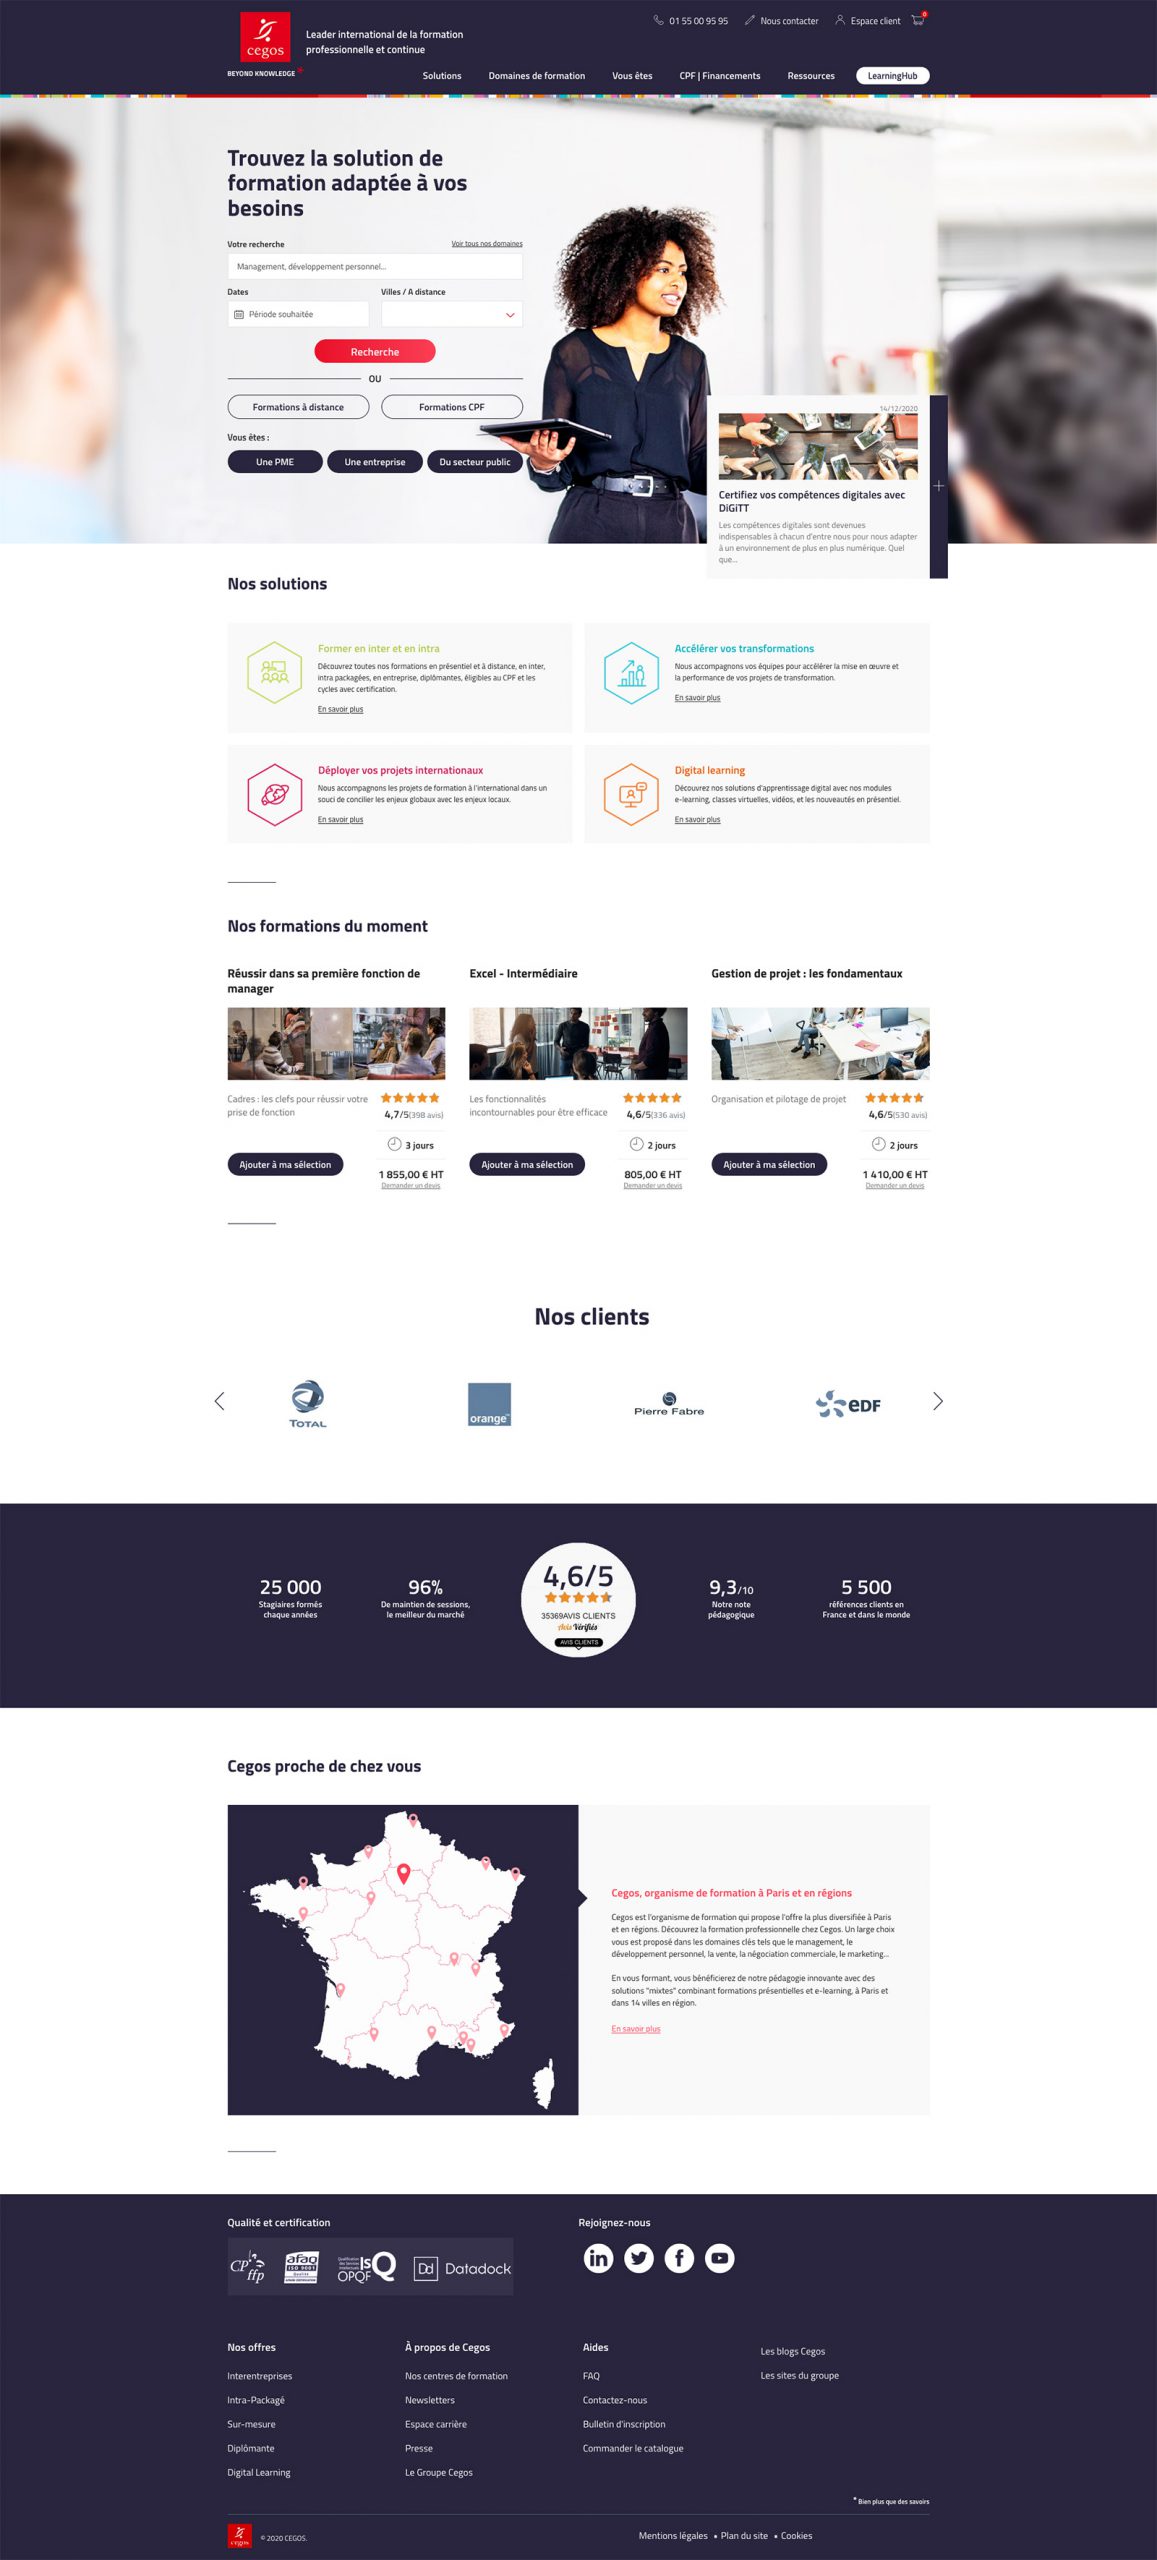 cegos
BEYOND KNOWLEDGE *
Leader international de la formation
professionnelle et continue
01 55 00 95 95
Nous contacter
Espace client
0
Solutions
Domaines de formation
Vous êtes
CPF | Financements
Ressources
LearningHub
Trouvez la solution de
formation adaptée à vos
besoins
Votre recherche
Voir tous nos domaines
Management, développement personnel...
Dates
Villes / A distance
Période souhaitée
Recherche
OU
Formations à distance
Formations CPF
Vous êtes :
Une PME
Une entreprise
Du secteur public
14/12/2020
Certifiez vos compétences digitales avec
DiGiTT
Les compétences digitales sont devenues
indispensables à chacun d'entre nous pour nous adapter
à un environnement de plus en plus numérique. Quel
que...
Nos solutions
Former en inter et en intra
Découvrez toutes nos formations en présentiel et à distance, en inter,
intra packagées, en entreprise, diplômantes, éligibles au CPF et les
cycles avec certification.
En savoir plus
Accélérer vos transformations
Nous accompagnons vos équipes pour accélérer la mise en œuvre et
la performance de vos projets de transformation.
En savoir plus
Déployer vos projets internationaux
Nous accompagnons les projets de formation à l'international dans un
souci de concilier les enjeux globaux avec les enjeux locaux.
En savoir plus
Digital learning
Découvrez nos solutions d'apprentissage digital avec nos modules
e-learning, classes virtuelles, vidéos, et les nouveautés en présentiel.
En savoir plus
Nos formations du moment
Réussir dans sa première fonction de
manager
Cadres : les clefs pour réussir votre
prise de fonction
4,7/5(398 avis)
3 jours
Ajouter à ma sélection
1 855,00 € HT
Demander un devis
Excel - Intermédiaire
Les fonctionnalités
incontournables pour être efficace
4,6/5(336 avis)
2 jours
Ajouter à ma sélection
805,00 € HT
Demander un devis
Gestion de projet : les fondamentaux
Organisation et pilotage de projet
4,6/5(530 avis)
2 jours
Ajouter à ma sélection
1 410,00 € HT
Demander un devis
Nos clients
TOTAL
orange™
Pierre Fabre
eDF
25 000
Stagiaires formés
chaque années
96%
De maintien de sessions,
le meilleur du marché
4,6/5
35369AVIS CLIENTS
Avis Vérifiés
AVIS CLIENTS
9,3/10
Notre note
pédagogique
5 500
références clients en
France et dans le monde
Cegos proche de chez vous
Cegos, organisme de formation à Paris et en régions
Cegos est l'organisme de formation qui propose l'offre la plus diversifiée à Paris
et en régions. Découvrez la formation professionnelle chez Cegos. Un large choix
vous est proposé dans les domaines clés tels que le management, le
développement personnel, la vente, la négociation commerciale, le marketing...
En vous formant, vous bénéficierez de notre pédagogie innovante avec des
solutions "mixtes" combinant formations présentielles et e-learning, à Paris et
dans 14 villes en région.
En savoir plus
Qualité et certification
CP ffp
afaq
ISO 9001
Qualité
ISQ
OPQF
Dd Datadock
Rejoignez-nous
Nos offres
Interentreprises
Intra-Packagé
Sur-mesure
Diplômante
Digital Learning
À propos de Cegos
Nos centres de formation
Newsletters
Espace carrière
Presse
Le Groupe Cegos
Aides
FAQ
Contactez-nous
Bulletin d'inscription
Commander le catalogue
Les blogs Cegos
Les sites du groupe
* Bien plus que des savoirs
cegos
© 2020 CEGOS.
Mentions légales
Plan du site
Cookies